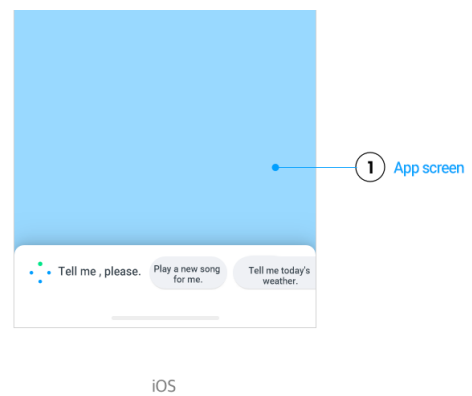 1 App screen
Tell me , please.
Play a new song
for me.
Tell me today's
weather.
iOS